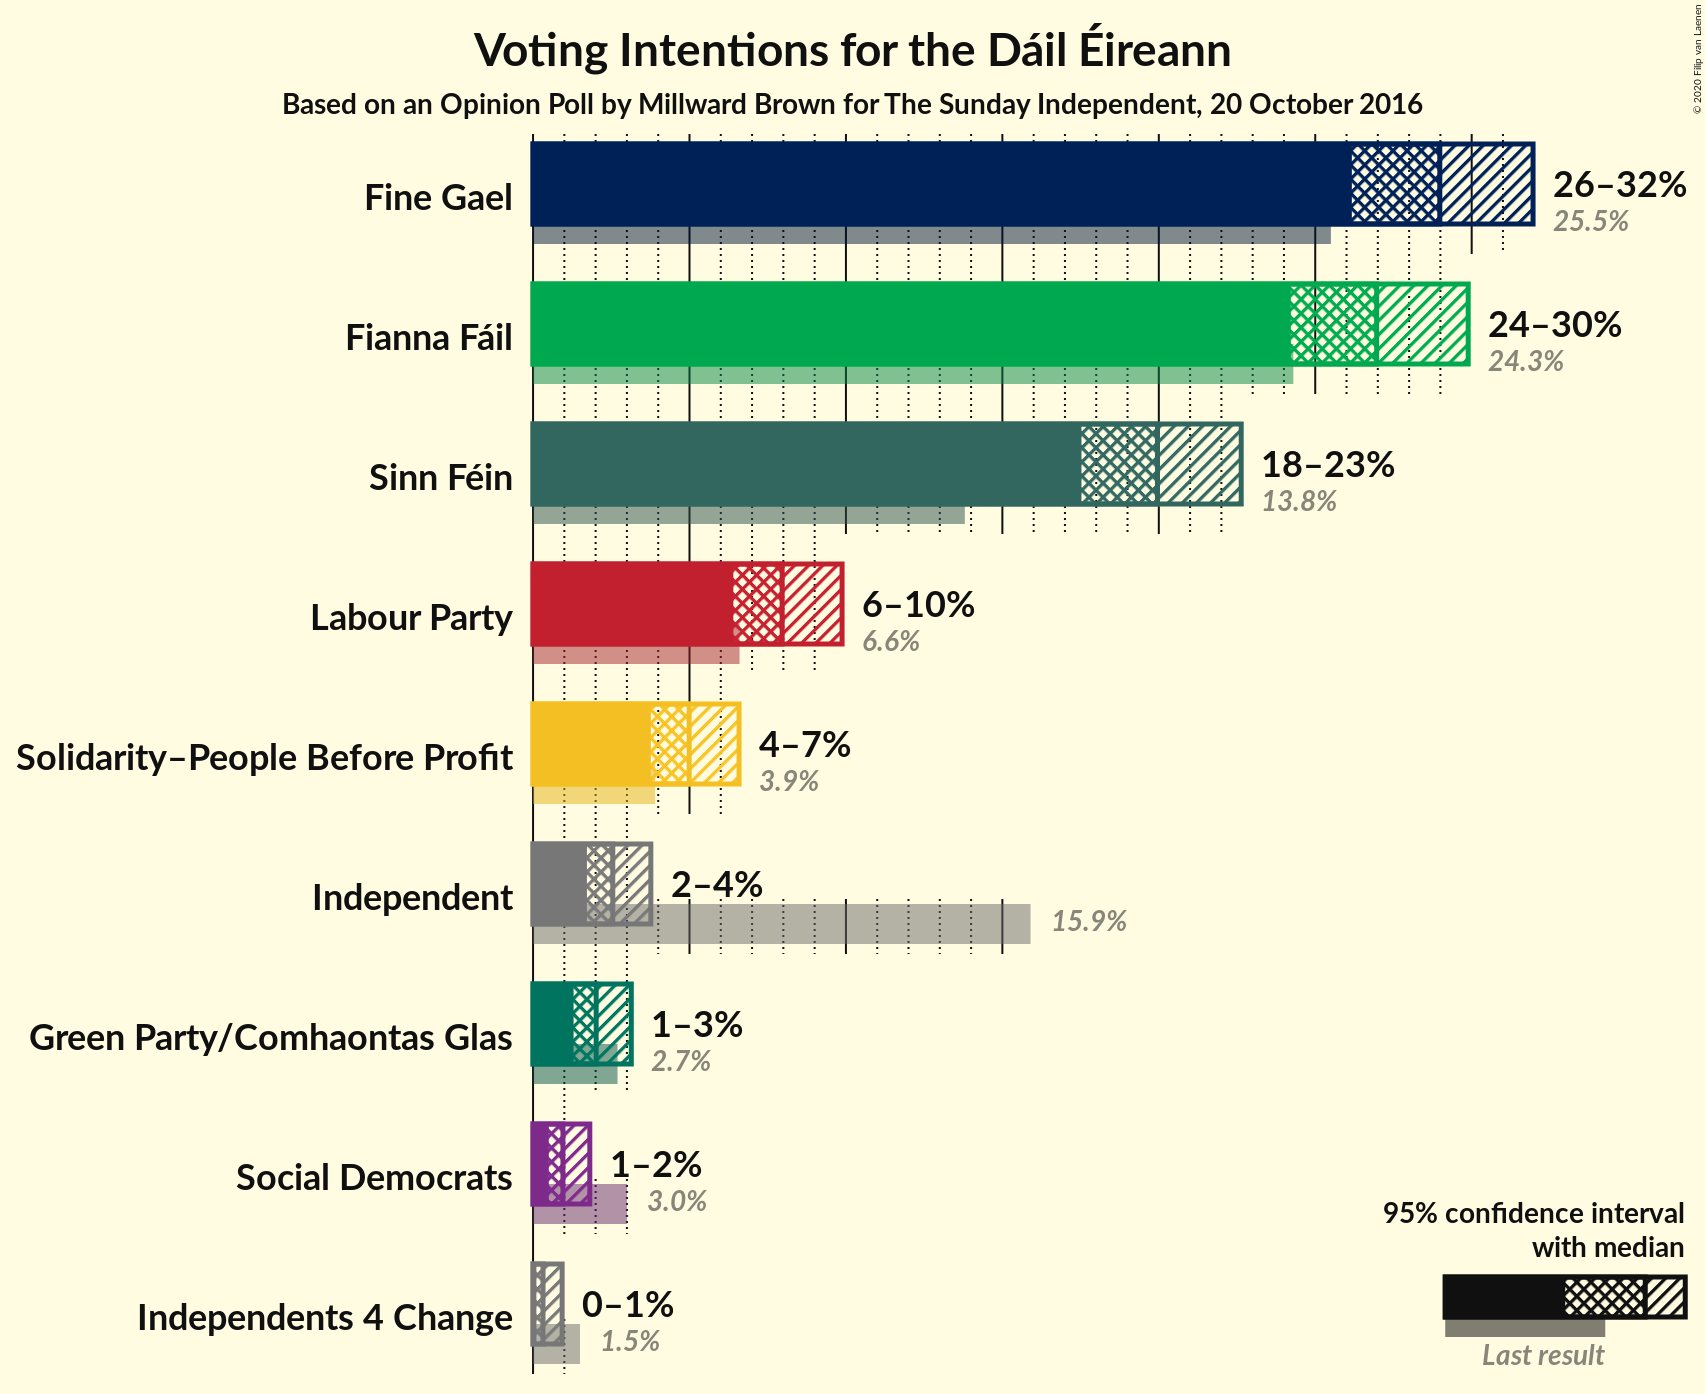 Voting Intentions for the Dáil Éireann
Based on an Opinion Poll by Millward Brown for The Sunday Independent, 20 October 2016
© 2020 Filip van Laenen
Fine Gael
26–32%
25.5%
Fianna Fáil
24–30%
24.3%
Sinn Féin
18–23%
13.8%
Labour Party
6–10%
6.6%
Solidarity–People Before Profit
4–7%
3.9%
Independent
2–4%
15.9%
Green Party/Comhaontas Glas
1–3%
2.7%
Social Democrats
1–2%
3.0%
Independents 4 Change
0–1%
1.5%
95% confidence interval
with median
Last result